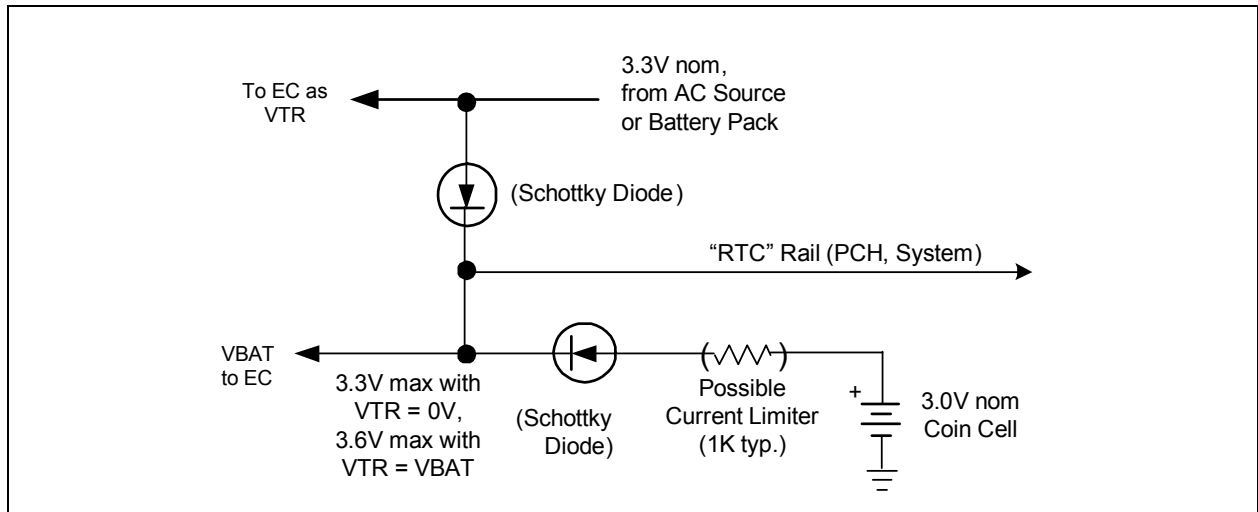 To EC as
VTR
3.3V nom,
from AC Source
or Battery Pack
(Schottky Diode)
“RTC” Rail (PCH, System)
VBAT
to EC
3.3V max with
VTR = 0V,
3.6V max with
VTR = VBAT
(Schottky
Diode)
Possible
Current Limiter
(1K typ.)
+
3.0V nom
Coin Cell